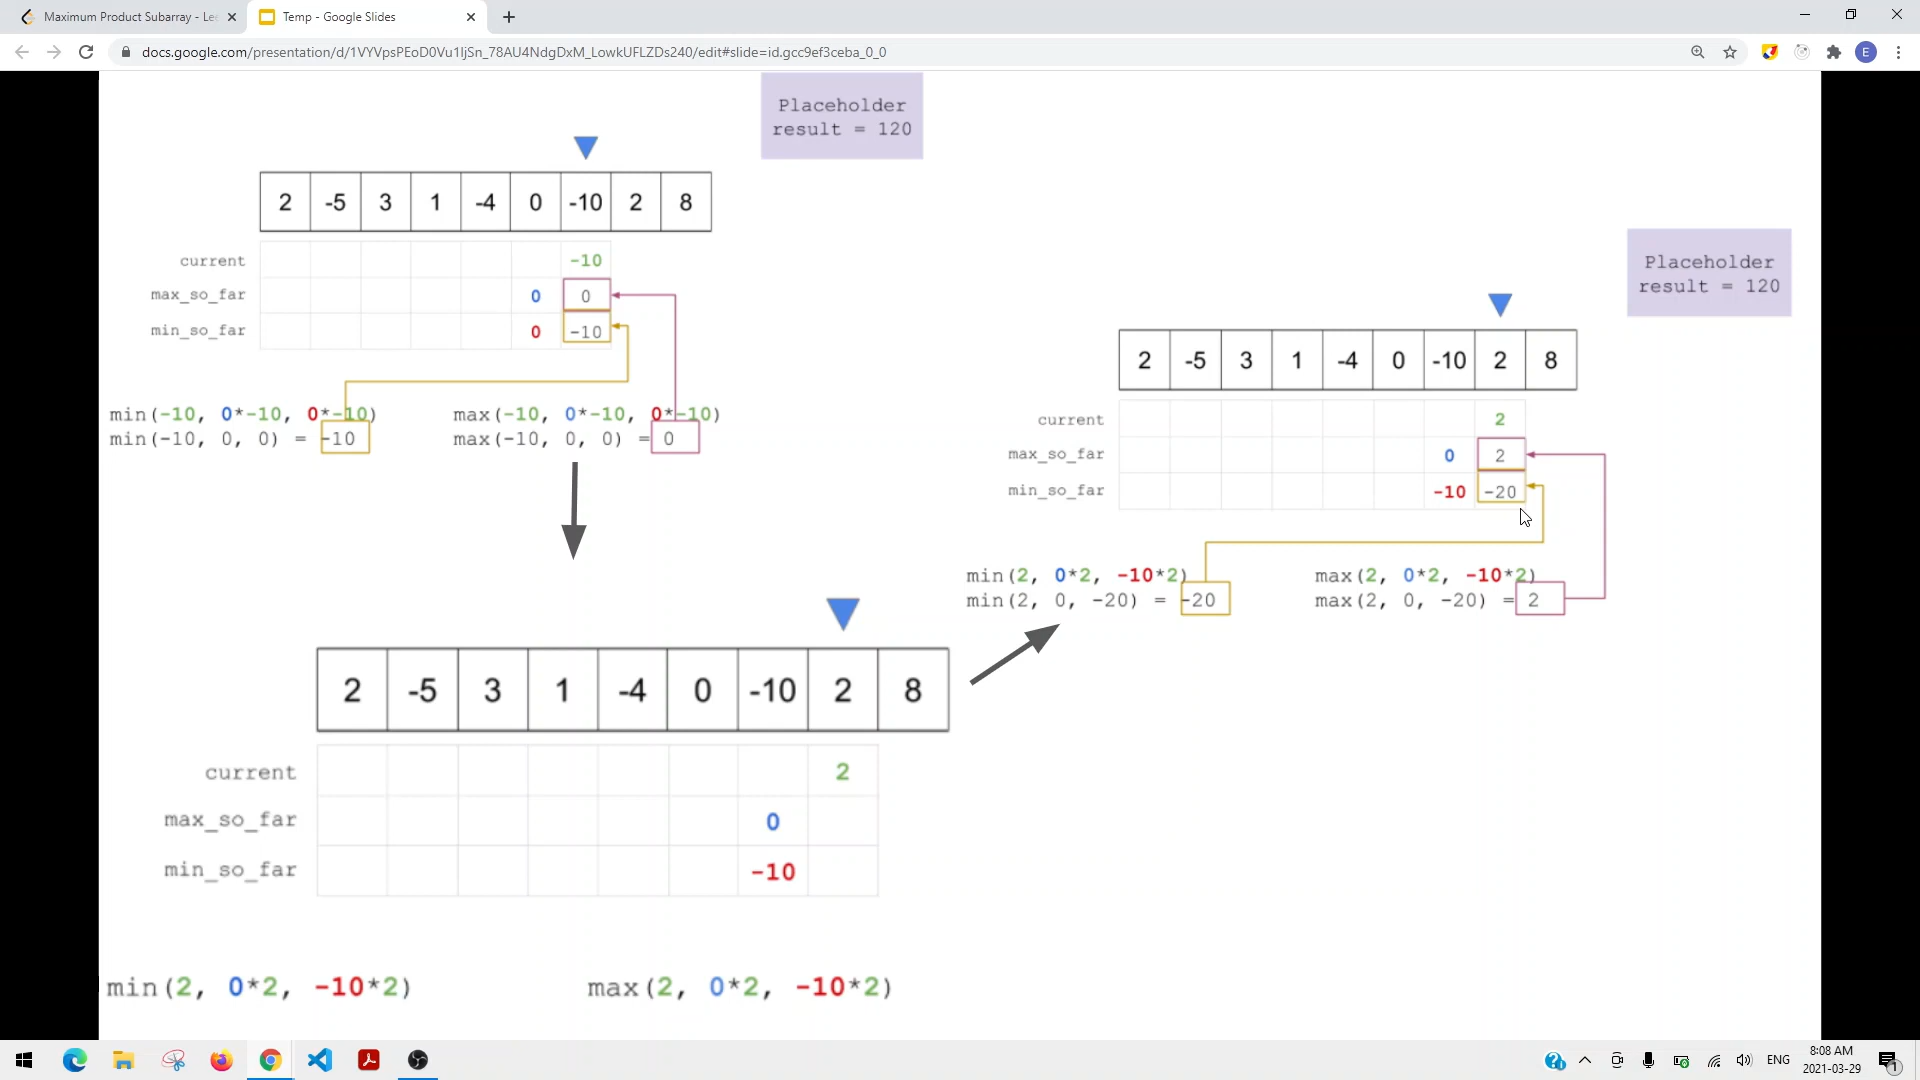 Maximum Product Subarray - Lee
Temp - Google Slides
docs.google.com/presentation/d/1VYVpsPEoD0Vu1ljSn_78AU4NdgDxM_LowkUFLZDs240/edit#slide=id.gcc9ef3ceba_0_0
E
Placeholder
result = 120
2 -5 3 1 -4 0 -10 2 8
current -10
max_so_far 0 0
min_so_far 0 -10
min(-10, 0*-10, 0*-10) max(-10, 0*-10, 0*-10)
min(-10, 0, 0) = -10 max(-10, 0, 0) = 0
Placeholder
result = 120
2 -5 3 1 -4 0 -10 2 8
current 2
max_so_far 0 2
min_so_far -10 -20
min(2, 0*2, -10*2) max(2, 0*2, -10*2)
min(2, 0, -20) = -20 max(2, 0, -20) = 2
2 -5 3 1 -4 0 -10 2 8
current 2
max_so_far 0
min_so_far -10
min(2, 0*2, -10*2) max(2, 0*2, -10*2)
ENG
8:08 AM
2021-03-29
1